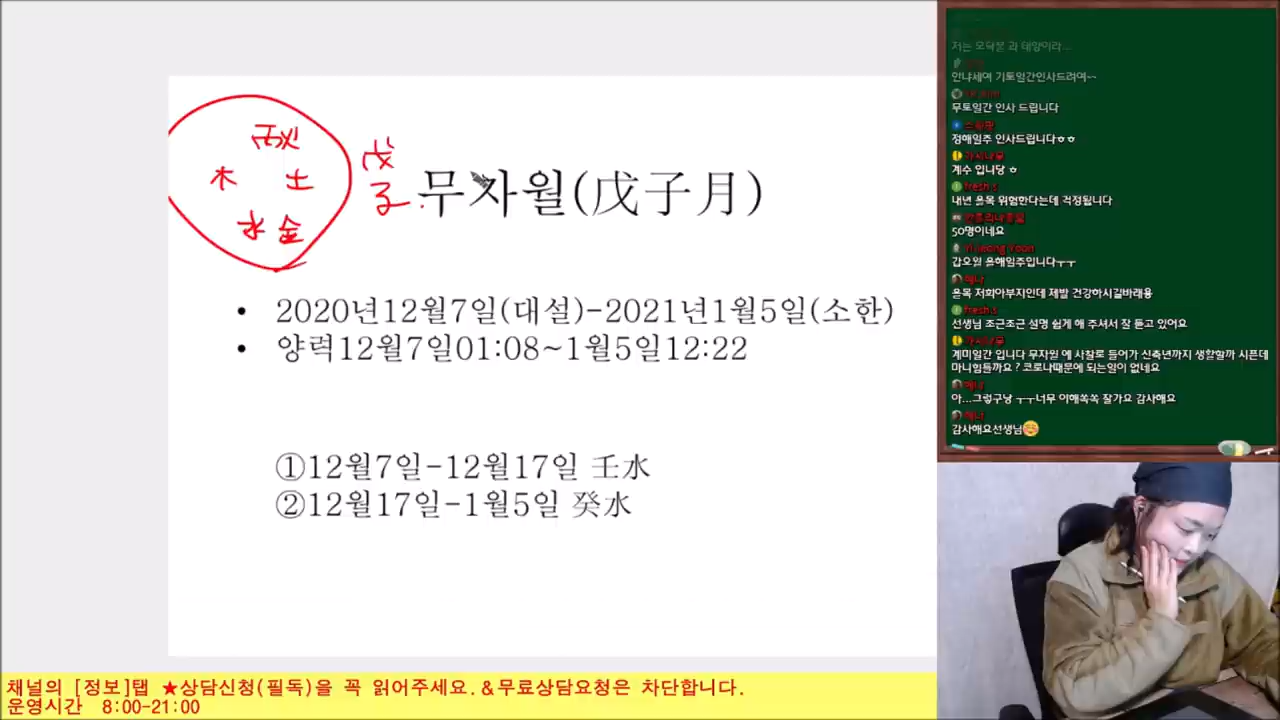 火
木 土
水 金
戊
子
무자월(戊子月)
• 2020년12월7일(대설)-2021년1월5일(소한)
• 양력12월7일01:08~1월5일12:22
①12월7일-12월17일 壬水
②12월17일-1월5일 癸水
안냐세여 기토일간인사드려여~~
무토일간 인사 드립니다
정해일주 인사드립니다ㅎㅎ
계수 입니당 ㅎ
fresh s
내년 을목 위험한다는데 걱정됩니다
50명이네요
갑오월 을해일주입니다ㅜㅜ
을목 저희아부지인데 제발 건강하시길바래용
fresh s
선생님 조근조근 설명 쉽게 해 주셔서 잘 듣고 있어요
계미일간 입니다 무자월 에 사찰로 들어가 신축년까지 생활할까 시픈데
마니힘들까요 ? 코로나때문에 되는일이 없네요
아...그렇구낭 ㅜㅜ너무 이해쏙쏙 잘가요 감사해요
감사해요선생님☺️
채널의 [정보]탭 ★상담신청(필독)을 꼭 읽어주세요.&무료상담요청은 차단합니다.
운영시간 8:00-21:00